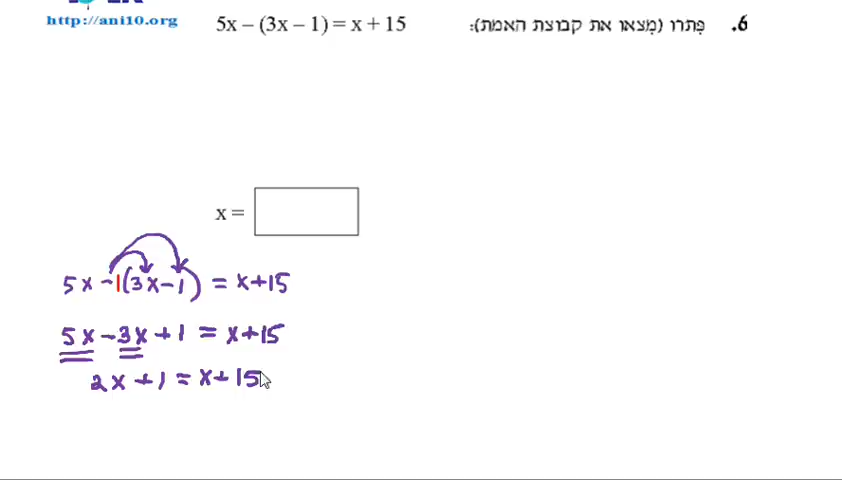 http://ani10.org
6. פִּתרו (מִצאו את קבוצת האמת): 5x – (3x – 1) = x + 15
x =
5x -1(3x-1) = x+15
5x -3x +1 = x+15
2x +1 = x+15